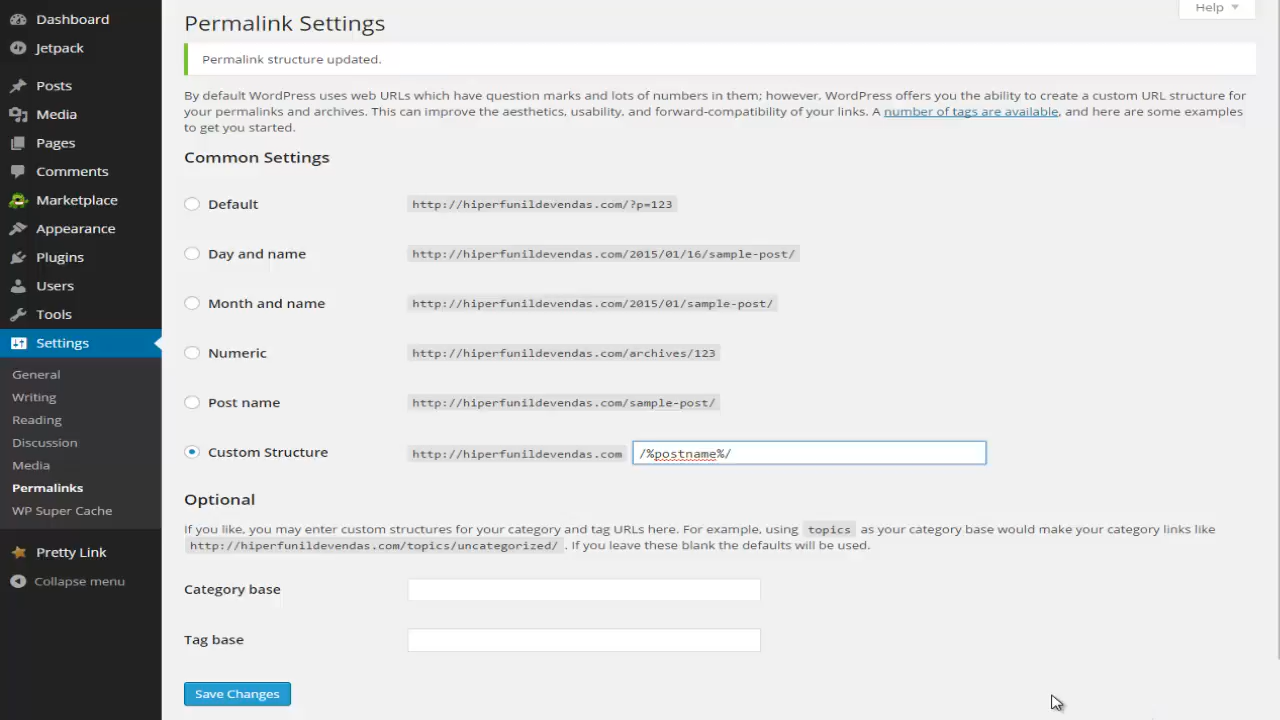 Dashboard
Jetpack
Posts
Media
Pages
Comments
Marketplace
Appearance
Plugins
Users
Tools
Settings
General
Writing
Reading
Discussion
Media
Permalinks
WP Super Cache
Pretty Link
Collapse menu
Help
Permalink Settings
Permalink structure updated.
By default WordPress uses web URLs which have question marks and lots of numbers in them; however, WordPress offers you the ability to create a custom URL structure for
your permalinks and archives. This can improve the aesthetics, usability, and forward-compatibility of your links. A number of tags are available, and here are some examples
to get you started.
Common Settings
Default http://hiperfunildevendas.com/?p=123
Day and name http://hiperfunildevendas.com/2015/01/16/sample-post/
Month and name http://hiperfunildevendas.com/2015/01/sample-post/
Numeric http://hiperfunildevendas.com/archives/123
Post name http://hiperfunildevendas.com/sample-post/
Custom Structure http://hiperfunildevendas.com /%postname%/
Optional
If you like, you may enter custom structures for your category and tag URLs here. For example, using topics as your category base would make your category links like
http://hiperfunildevendas.com/topics/uncategorized/ . If you leave these blank the defaults will be used.
Category base
Tag base
Save Changes